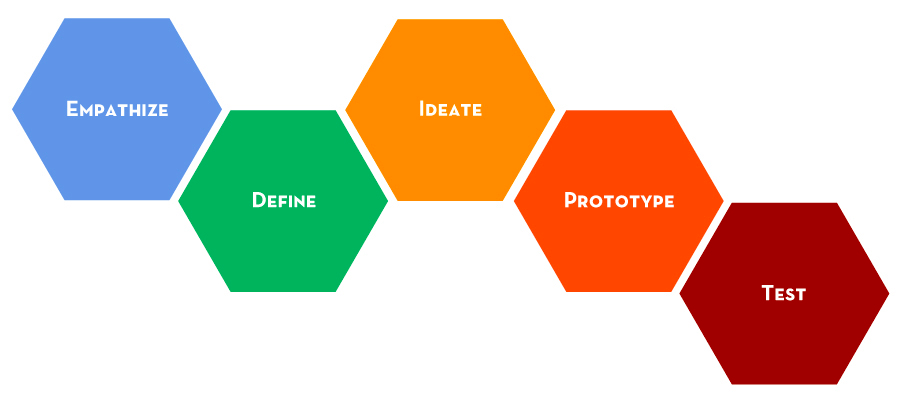 Empathize
Define
Ideate
Prototype
Test